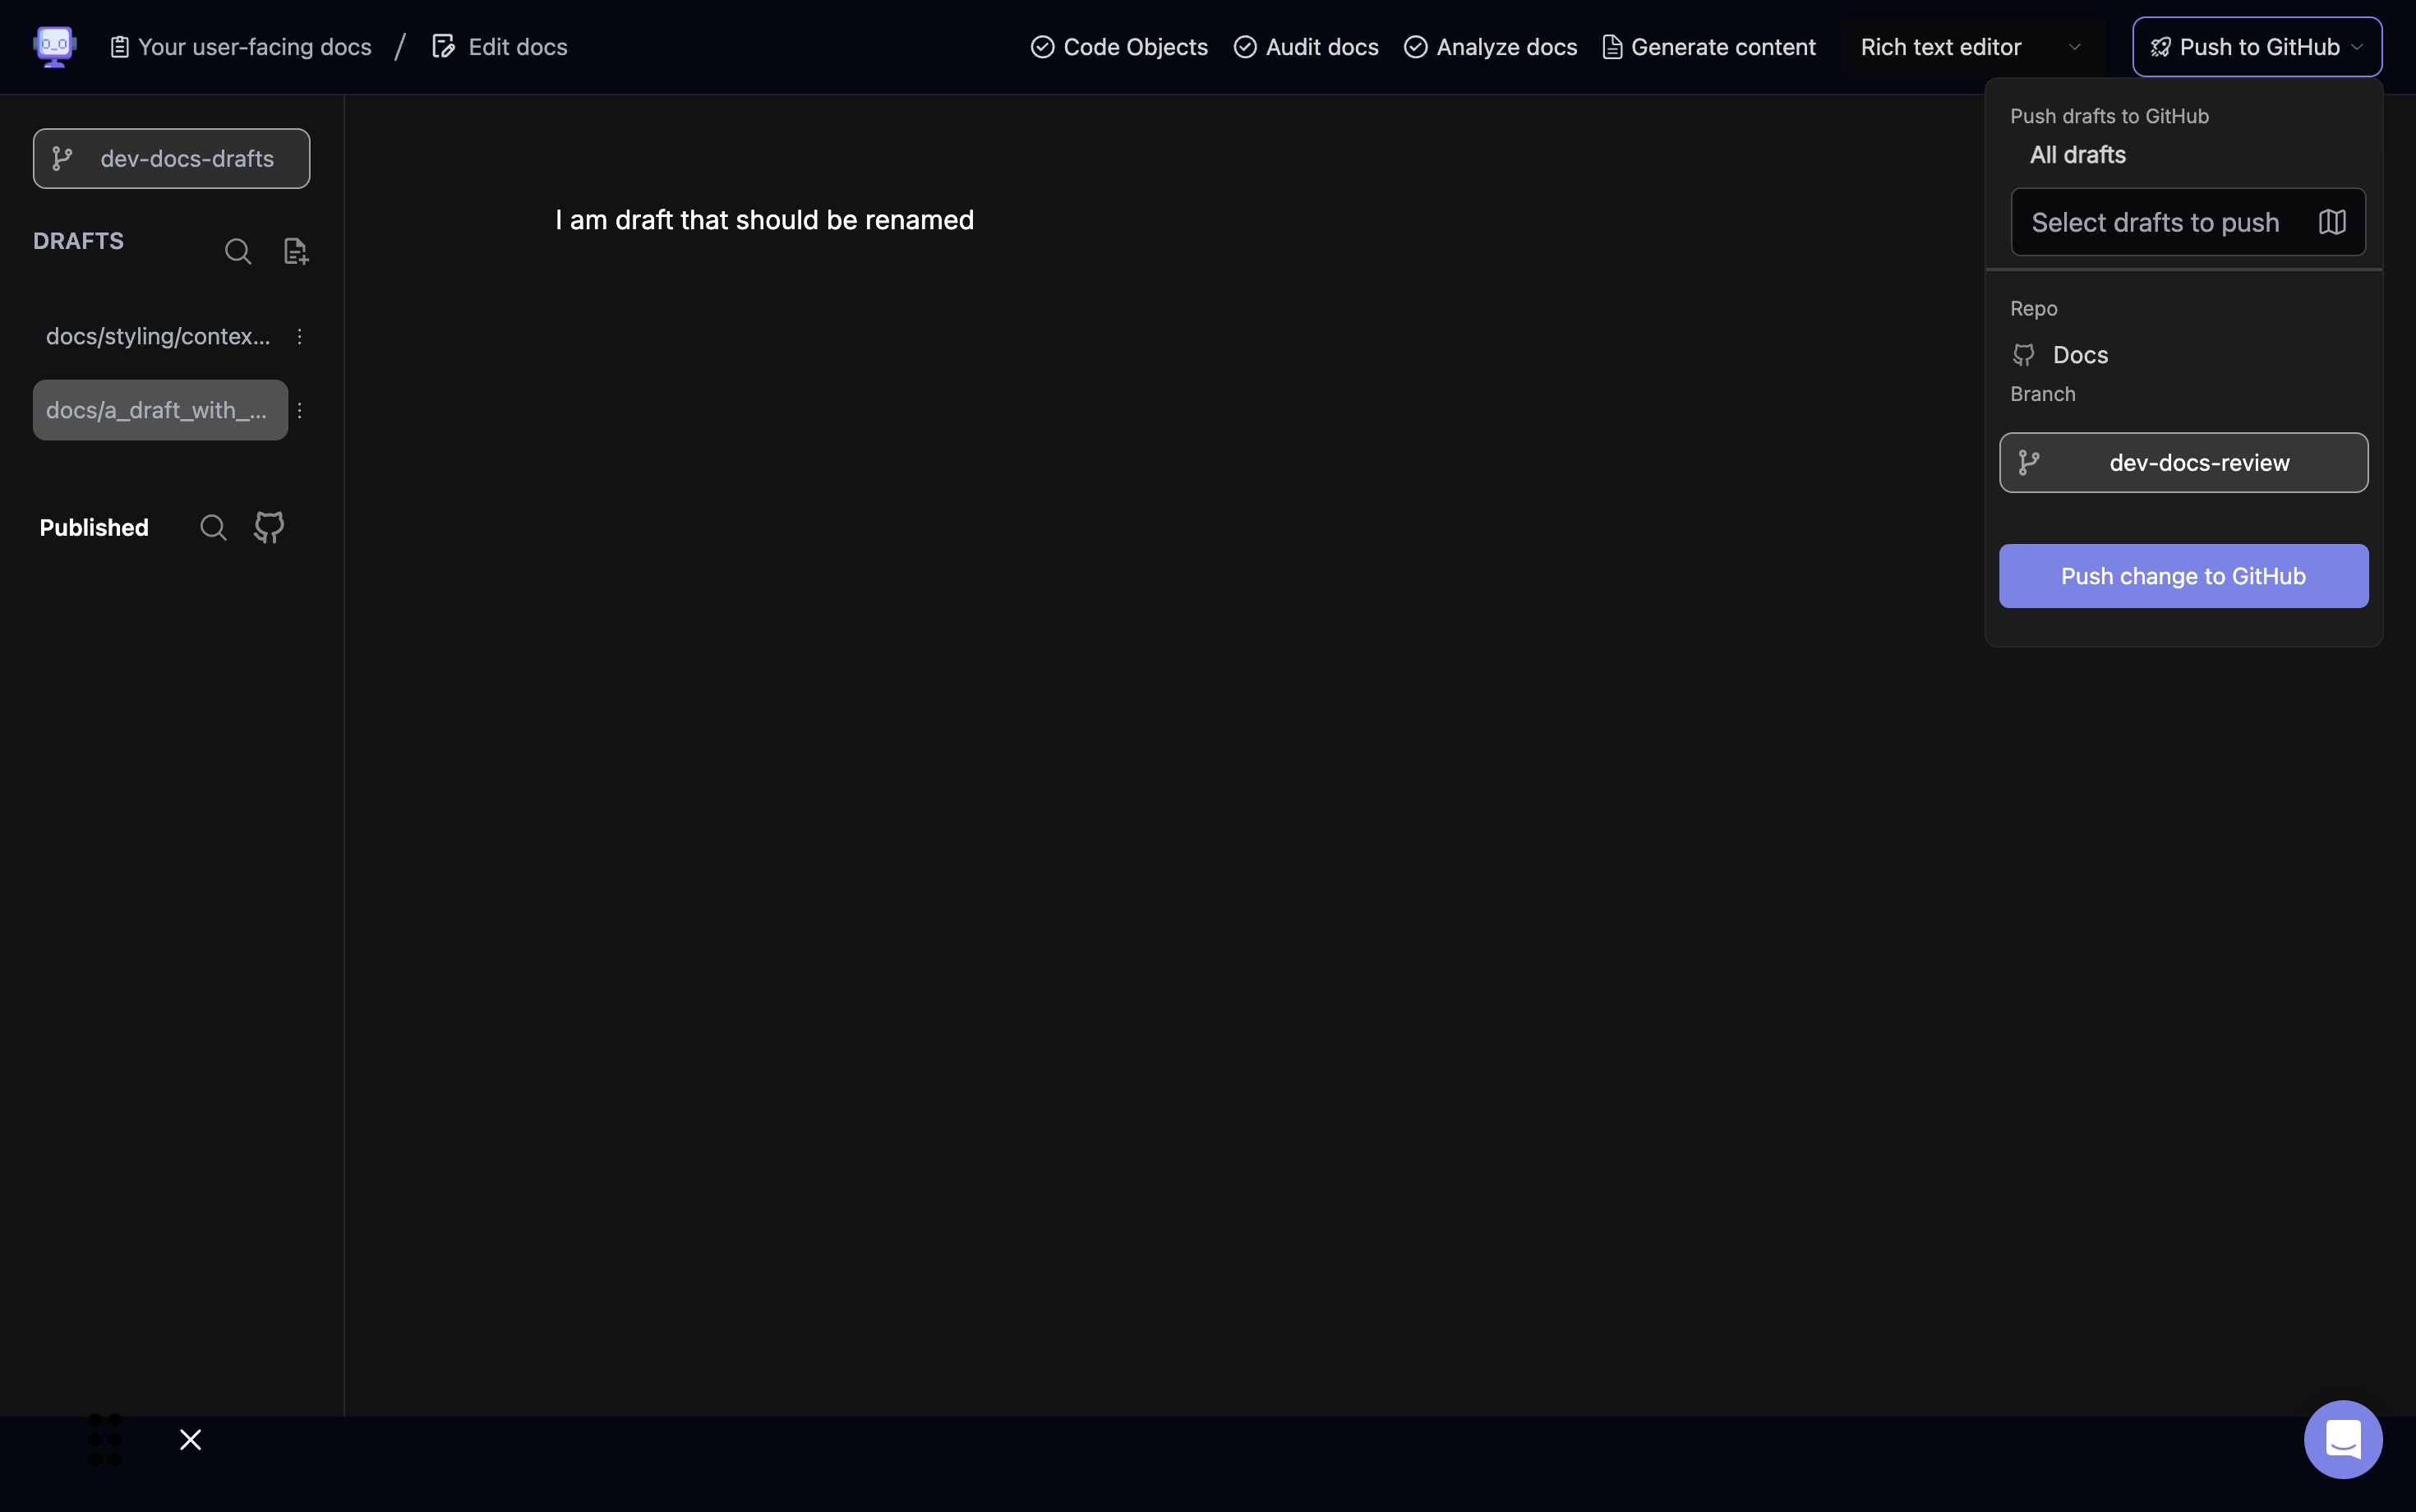 Your user-facing docs / Edit docs
Code Objects
Audit docs
Analyze docs
Generate content
Rich text editor
Push to GitHub
dev-docs-drafts
DRAFTS
docs/styling/contex...
docs/a_draft_with_...
Published
I am draft that should be renamed
Push drafts to GitHub
All drafts
Select drafts to push
Repo
Docs
Branch
dev-docs-review
Push change to GitHub